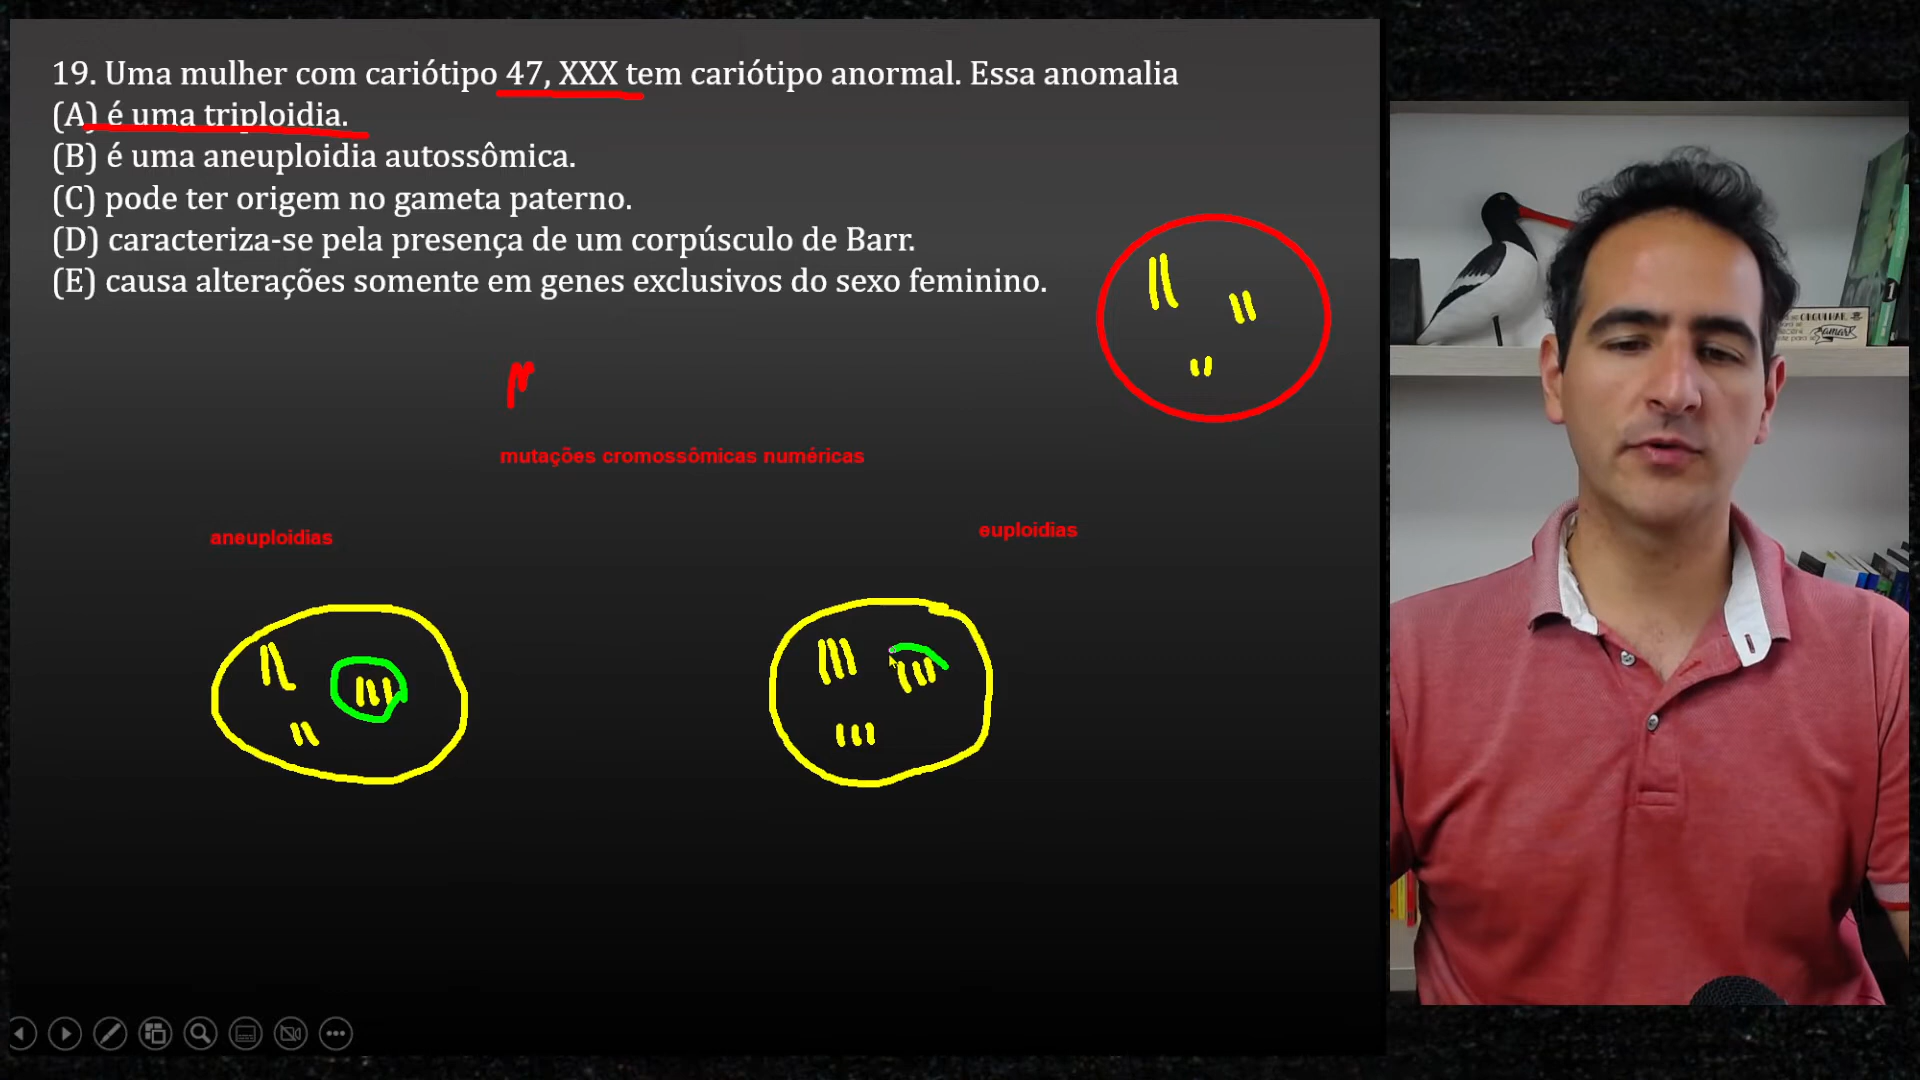 19. Uma mulher com cariótipo 47, XXX tem cariótipo anormal. Essa anomalia
(A) é uma triploidia.
(B) é uma aneuploidia autossômica.
(C) pode ter origem no gameta paterno.
(D) caracteriza-se pela presença de um corpúsculo de Barr.
(E) causa alterações somente em genes exclusivos do sexo feminino.
mutações cromossômicas numéricas
aneuploidias
euploidias